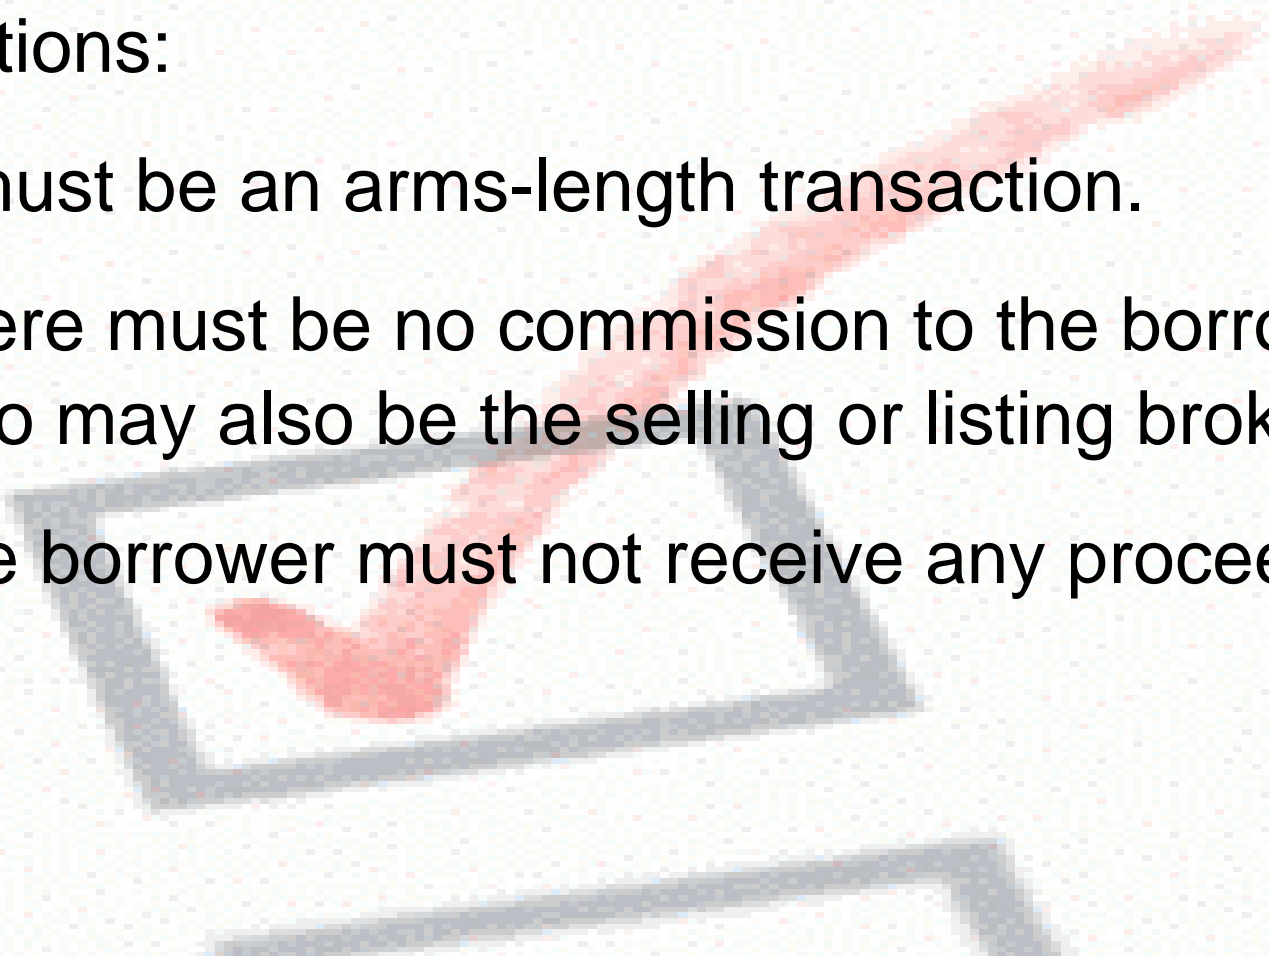 tions:
must be an arms-length transaction.
ere must be no commission to the borro
o may also be the selling or listing brok
e borrower must not receive any procee